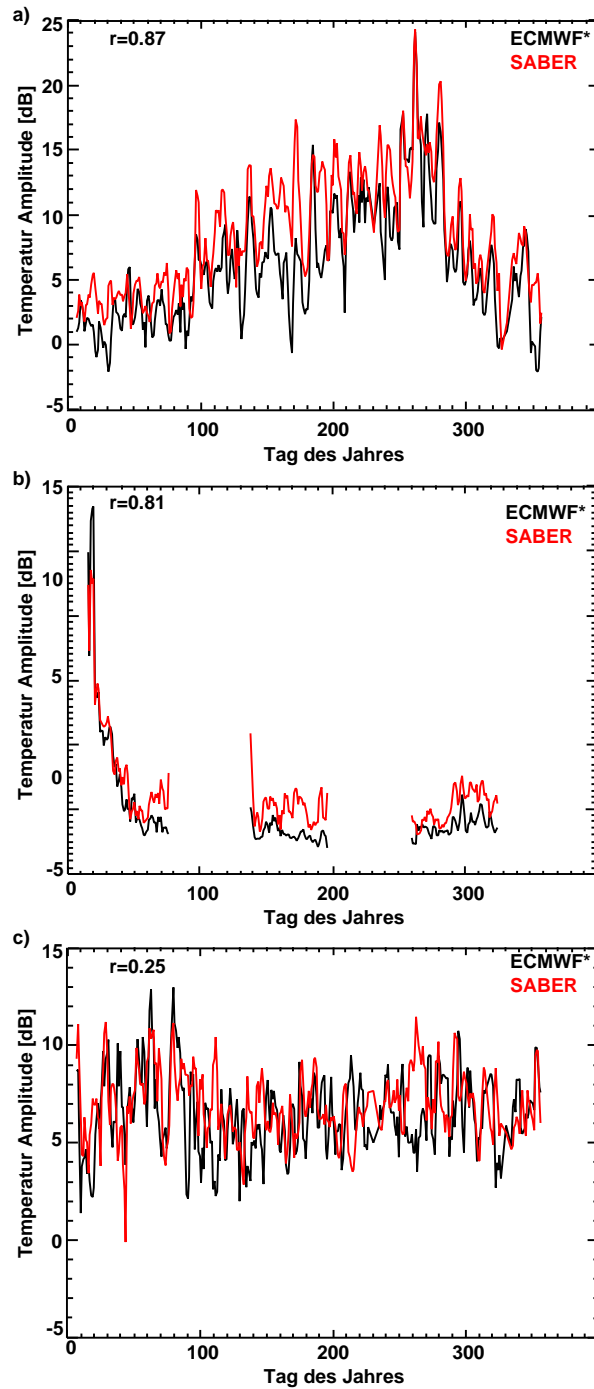 a)
r=0.87
ECMWF*
SABER
Temperatur Amplitude [dB]
25
20
15
10
5
0
-5
0 100 200 300
Tag des Jahres
b)
r=0.81
ECMWF*
SABER
Temperatur Amplitude [dB]
15
10
5
0
-5
0 100 200 300
Tag des Jahres
c)
r=0.25
ECMWF*
SABER
Temperatur Amplitude [dB]
15
10
5
0
-5
0 100 200 300
Tag des Jahres